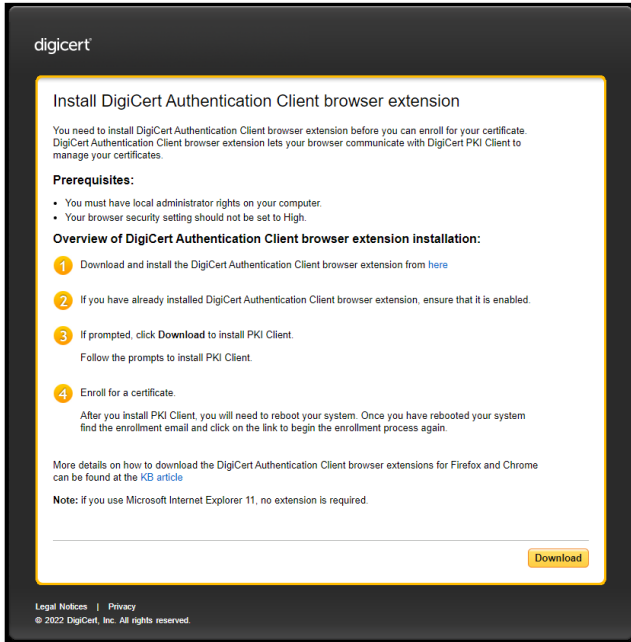 digicert
Install DigiCert Authentication Client browser extension
You need to install DigiCert Authentication Client browser extension before you can enroll for your certificate.
DigiCert Authentication Client browser extension lets your browser communicate with DigiCert PKI Client to
manage your certificates.
Prerequisites:
• You must have local administrator rights on your computer.
• Your browser security setting should not be set to High.
Overview of DigiCert Authentication Client browser extension installation:
1 Download and install the DigiCert Authentication Client browser extension from here
2 If you have already installed DigiCert Authentication Client browser extension, ensure that it is enabled.
3 If prompted, click Download to install PKI Client.
Follow the prompts to install PKI Client.
4 Enroll for a certificate.
After you install PKI Client, you will need to reboot your system. Once you have rebooted your system
find the enrollment email and click on the link to begin the enrollment process again.
More details on how to download the DigiCert Authentication Client browser extensions for Firefox and Chrome
can be found at the KB article
Note: if you use Microsoft Internet Explorer 11, no extension is required.
Download
Legal Notices | Privacy
© 2022 DigiCert, Inc. All rights reserved.